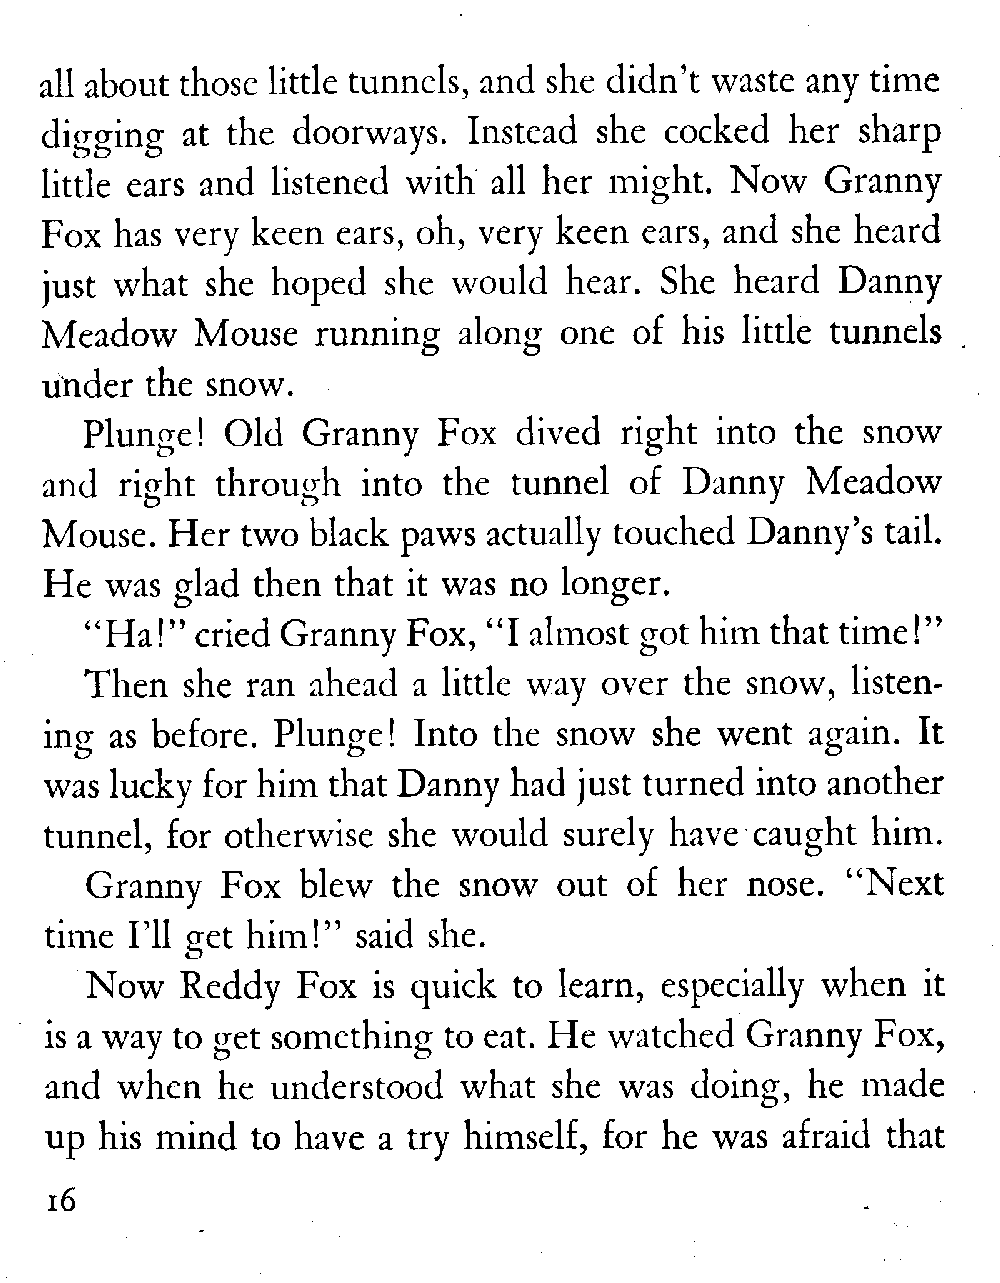 all about those little tunnels, and she didn’t waste any time
digging at the doorways. Instead she cocked her sharp
little ears and listened with all her might. Now Granny
Fox has very keen ears, oh, very keen ears, and she heard
just what she hoped she would hear. She heard Danny
Meadow Mouse running along one of his little tunnels
under the snow.
Plunge! Old Granny Fox dived right into the snow
and right through into the tunnel of Danny Meadow
Mouse. Her two black paws actually touched Danny’s tail.
He was glad then that it was no longer.
“Ha!” cried Granny Fox, “I almost got him that time!”
Then she ran ahead a little way over the snow, listen-
ing as before. Plunge! Into the snow she went again. It
was lucky for him that Danny had just turned into another
tunnel, for otherwise she would surely have caught him.
Granny Fox blew the snow out of her nose. “Next
time I’ll get him!” said she.
Now Reddy Fox is quick to learn, especially when it
is a way to get something to eat. He watched Granny Fox,
and when he understood what she was doing, he made
up his mind to have a try himself, for he was afraid that
16